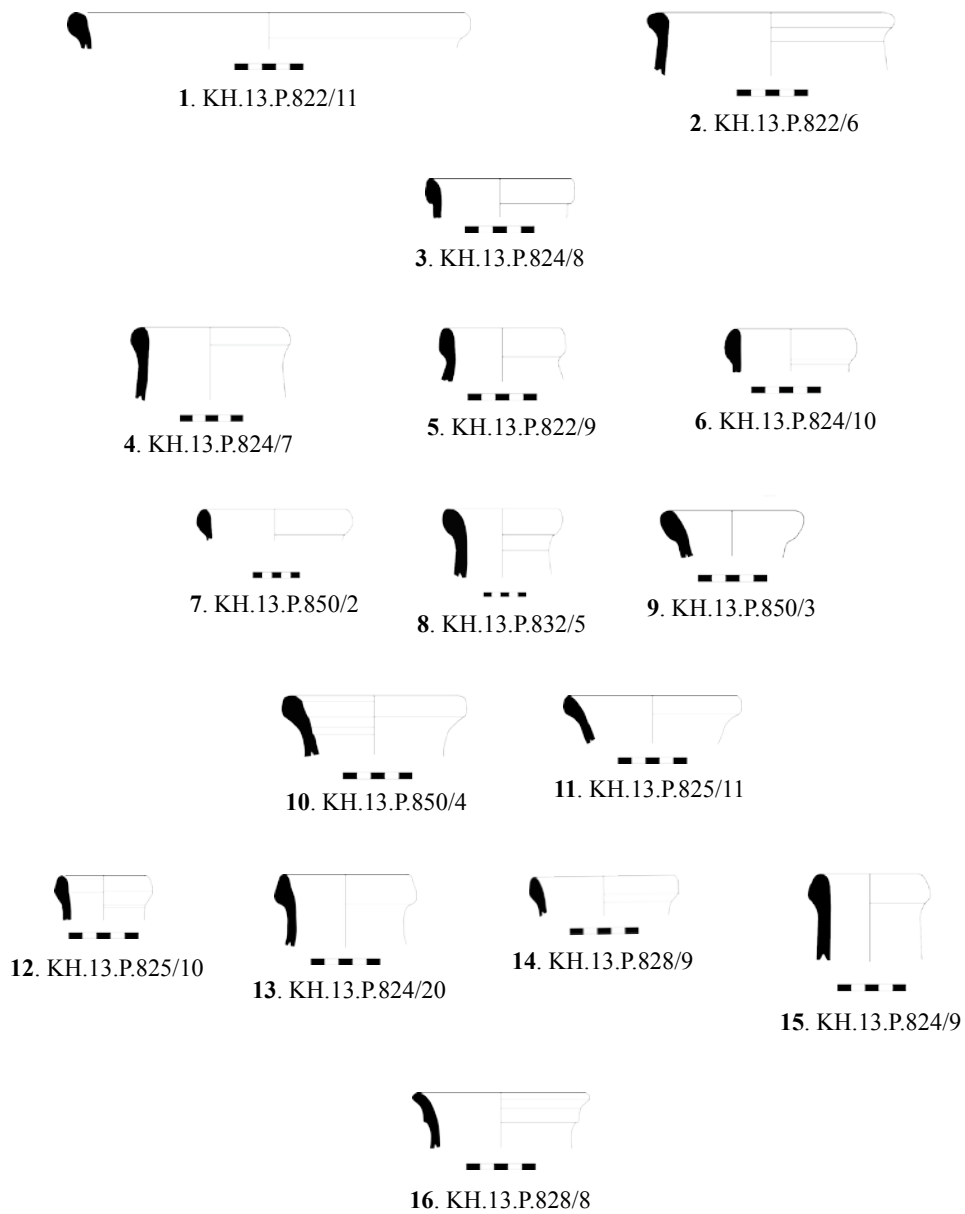 1. KH.13.P.822/11
2. KH.13.P.822/6
3. KH.13.P.824/8
4. KH.13.P.824/7
5. KH.13.P.822/9
6. KH.13.P.824/10
7. KH.13.P.850/2
8. KH.13.P.832/5
9. KH.13.P.850/3
10. KH.13.P.850/4
11. KH.13.P.825/11
12. KH.13.P.825/10
13. KH.13.P.824/20
14. KH.13.P.828/9
15. KH.13.P.824/9
16. KH.13.P.828/8